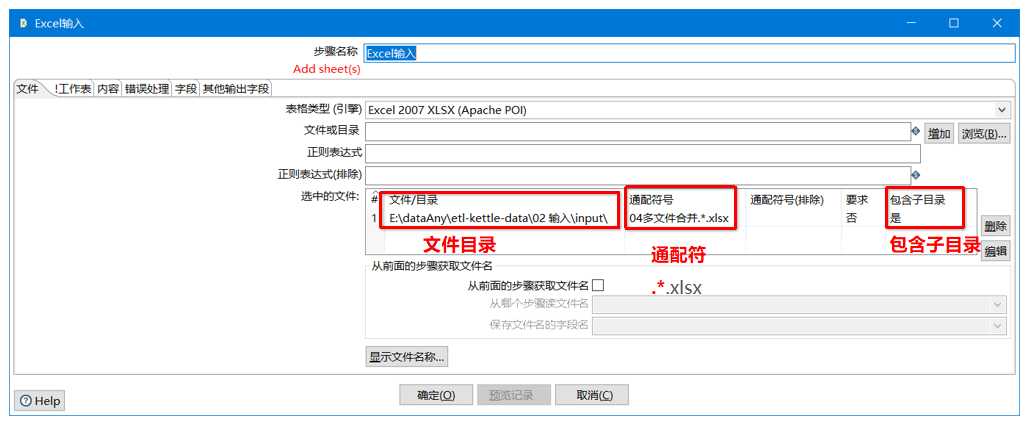 Excel输入
步骤名称 Excel输入
Add sheet(s)
文件 !工作表 内容 错误处理 字段 其他输出字段
表格类型 (引擎) Excel 2007 XLSX (Apache POI)
文件或目录 增加 浏览(B)...
正则表达式
正则表达式(排除)
选中的文件: # 文件/目录 通配符号 通配符号(排除) 要求 包含子目录
1 E:\dataAny\etl-kettle-data\02 输入\input\ 04多文件合并.*.xlsx 否 是
删除
文件目录 通配符 包含子目录 编辑
从前面的步骤获取文件名
从前面的步骤获取文件名 .*.xlsx
从哪个步骤读文件名
保存文件名的字段名
显示文件名称...
确定(O) 预览记录 取消(C)
Help